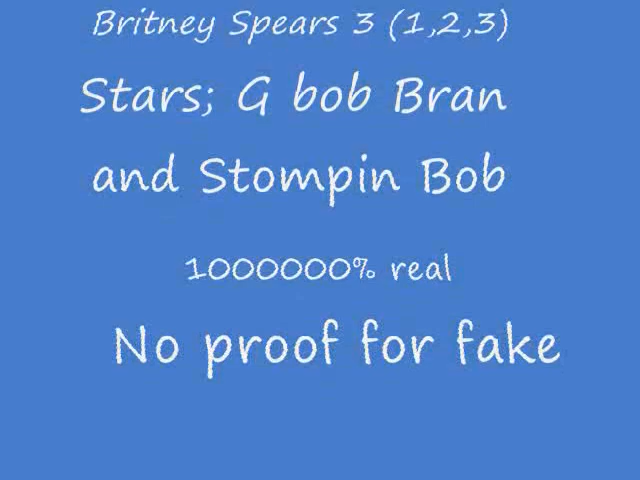 Britney Spears 3 (1,2,3)
Stars; G bob Bran
and Stompin Bob
1000000% real
No proof for fake